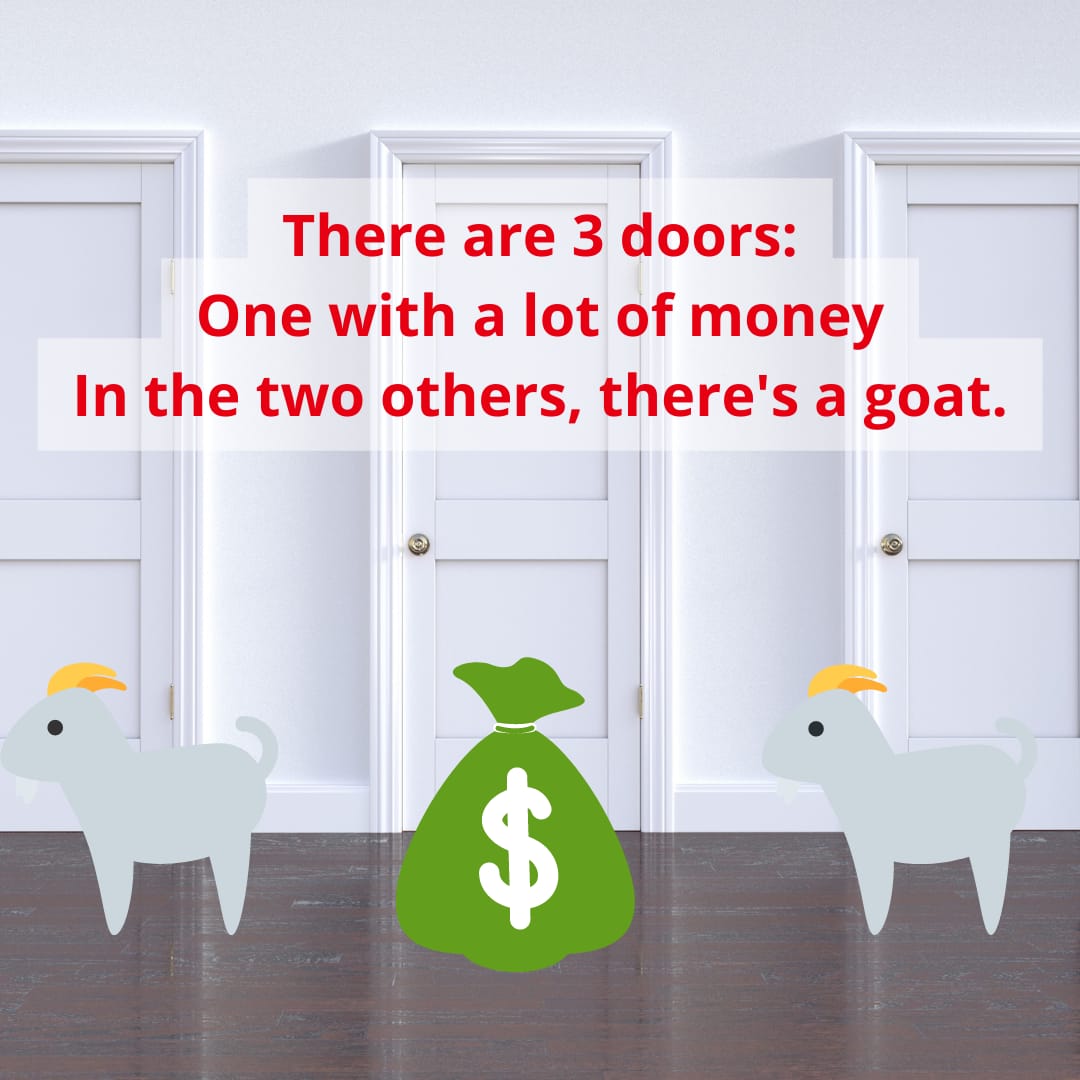 There are 3 doors:
One with a lot of money
In the two others, there's a goat.
$